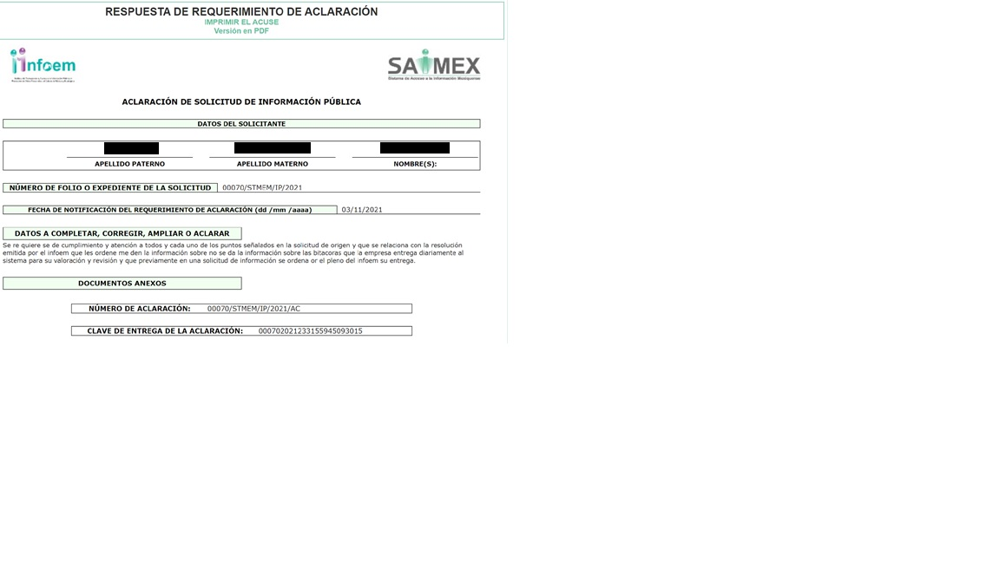 RESPUESTA DE REQUERIMIENTO DE ACLARACIÓN
IMPRIMIR EL ACUSE
Versión en PDF
infoem
SAIMEX
Sistema de Acceso a la Información Mexiquense
ACLARACIÓN DE SOLICITUD DE INFORMACIÓN PÚBLICA
DATOS DEL SOLICITANTE
APELLIDO PATERNO APELLIDO MATERNO NOMBRE(S):
NÚMERO DE FOLIO O EXPEDIENTE DE LA SOLICITUD 00070/STMEM/IP/2021
FECHA DE NOTIFICACIÓN DEL REQUERIMIENTO DE ACLARACIÓN (dd /mm /aaaa) 03/11/2021
DATOS A COMPLETAR, CORREGIR, AMPLIAR O ACLARAR
Se re quiere se de cumplimiento y atención a todos y cada uno de los puntos señalados en la solicitud de origen y que se relaciona con la resolución
emitida por el infoem que les ordene me den la información sobre no se da la información sobre las bitacoras que la empresa entrega diariamente al
sistema para su valoración y revisión y que previamente en una solicitud de información se ordena or el pleno del infoem su entrega.
DOCUMENTOS ANEXOS
NÚMERO DE ACLARACIÓN: 00070/STMEM/IP/2021/AC
CLAVE DE ENTREGA DE LA ACLARACIÓN: 000702021233155945093015